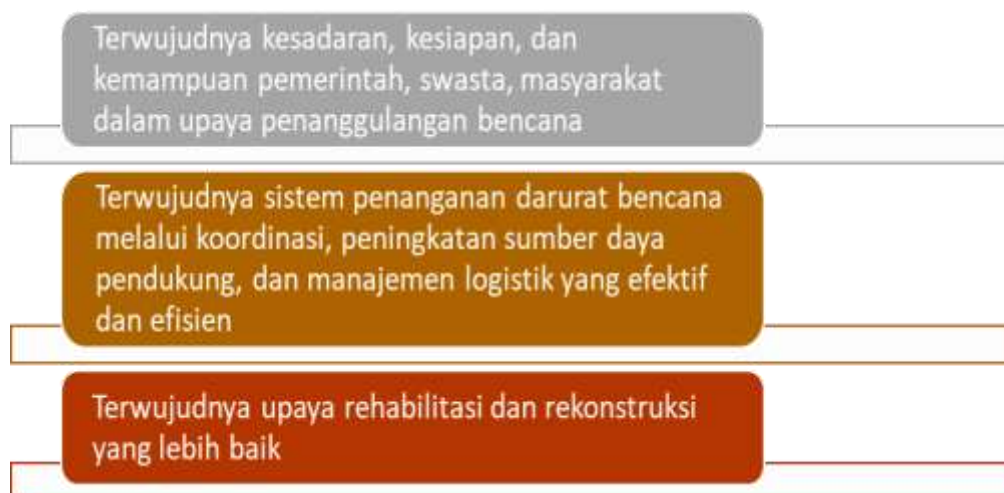 Terwujudnya kesadaran, kesiapan, dan
kemampuan pemerintah, swasta, masyarakat
dalam upaya penanggulangan bencana
Terwujudnya sistem penanganan darurat bencana
melalui koordinasi, peningkatan sumber daya
pendukung, dan manajemen logistik yang efektif
dan efisien
Terwujudnya upaya rehabilitasi dan rekonstruksi
yang lebih baik